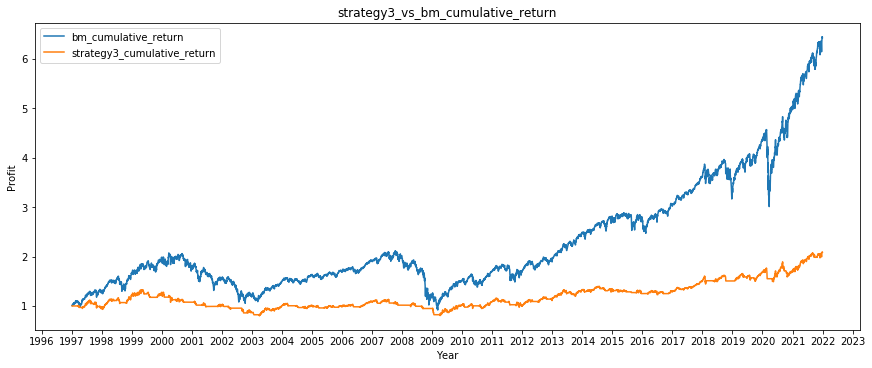 strategy3_vs_bm_cumulative_return
bm_cumulative_return
strategy3_cumulative_return
Profit
6
5
4
3
2
1
1996 1997 1998 1999 2000 2001 2002 2003 2004 2005 2006 2007 2008 2009 2010 2011 2012 2013 2014 2015 2016 2017 2018 2019 2020 2021 2022 2023
Year